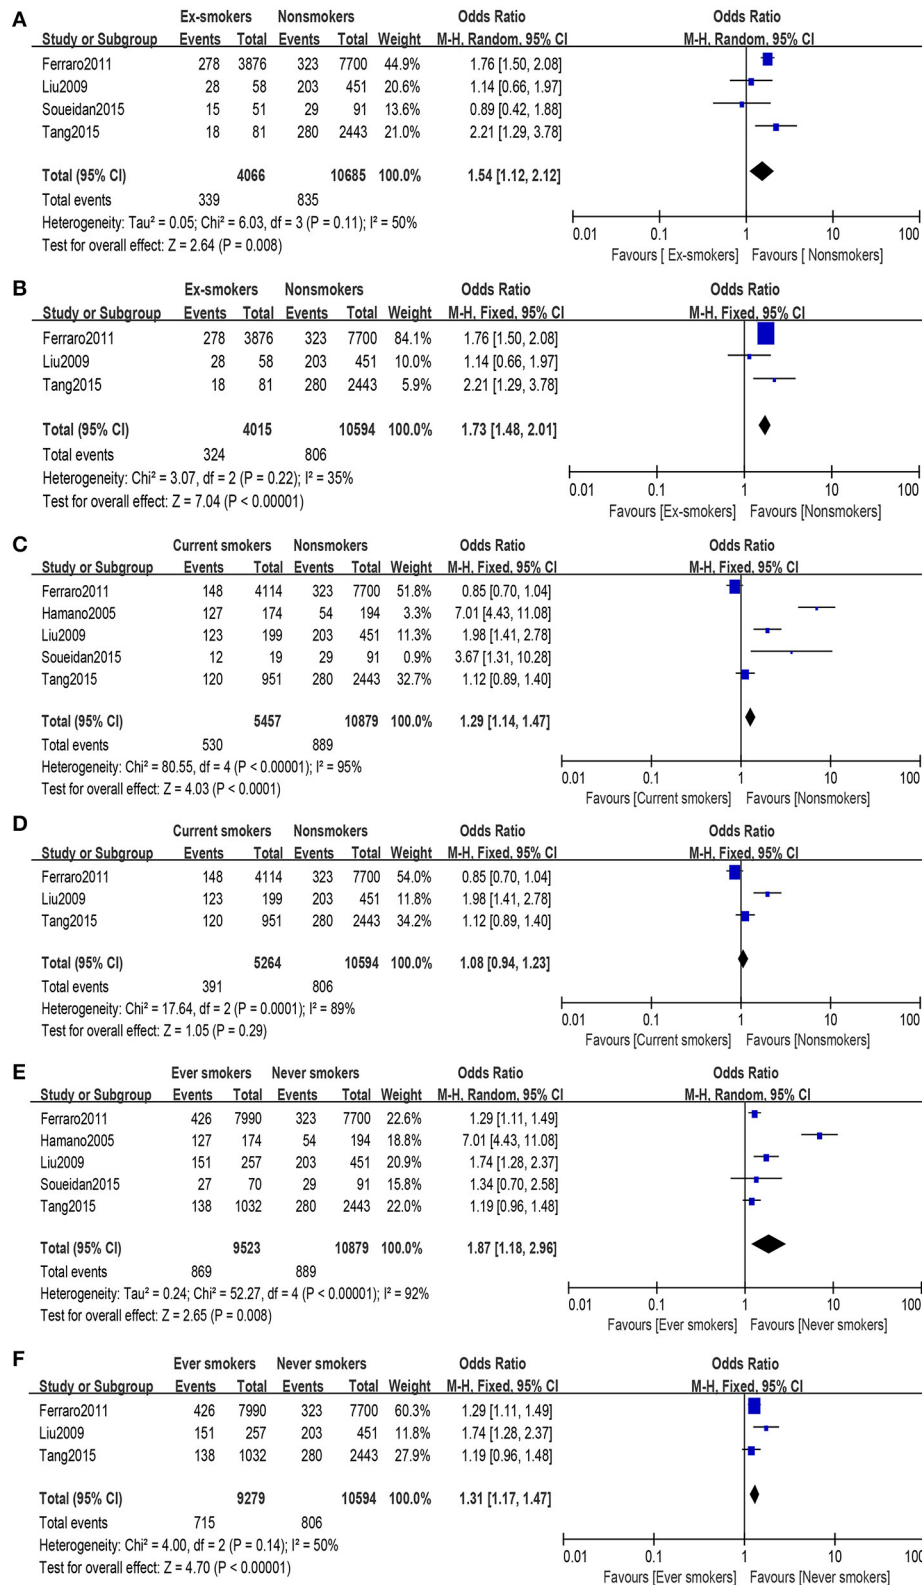 A
Ex-smokers Nonsmokers Odds Ratio Odds Ratio
Study or Subgroup Events Total Events Total Weight M-H, Random, 95% CI M-H, Random, 95% CI
Ferraro2011 278 3876 323 7700 44.9% 1.76 [1.50, 2.08]
Liu2009 28 58 203 451 20.6% 1.14 [0.66, 1.97]
Soueidan2015 15 51 29 91 13.6% 0.89 [0.42, 1.88]
Tang2015 18 81 280 2443 21.0% 2.21 [1.29, 3.78]
Total (95% CI) 4066 10685 100.0% 1.54 [1.12, 2.12]
Total events 339 835
Heterogeneity: Tau² = 0.05; Chi² = 6.03, df = 3 (P = 0.11); I² = 50%
Test for overall effect: Z = 2.64 (P = 0.008)
0.01 0.1 1 10 100
Favours [ Ex-smokers] Favours [ Nonsmokers]
B
Ex-smokers Nonsmokers Odds Ratio Odds Ratio
Study or Subgroup Events Total Events Total Weight M-H, Fixed, 95% CI M-H, Fixed, 95% CI
Ferraro2011 278 3876 323 7700 84.1% 1.76 [1.50, 2.08]
Liu2009 28 58 203 451 10.0% 1.14 [0.66, 1.97]
Tang2015 18 81 280 2443 5.9% 2.21 [1.29, 3.78]
Total (95% CI) 4015 10594 100.0% 1.73 [1.48, 2.01]
Total events 324 806
Heterogeneity: Chi² = 3.07, df = 2 (P = 0.22); I² = 35%
Test for overall effect: Z = 7.04 (P < 0.00001)
0.01 0.1 1 10 100
Favours [Ex-smokers] Favours [Nonsmokers]
C
Current smokers Nonsmokers Odds Ratio Odds Ratio
Study or Subgroup Events Total Events Total Weight M-H, Fixed, 95% CI M-H, Fixed, 95% CI
Ferraro2011 148 4114 323 7700 51.8% 0.85 [0.70, 1.04]
Hamano2005 127 174 54 194 3.3% 7.01 [4.43, 11.08]
Liu2009 123 199 203 451 11.3% 1.98 [1.41, 2.78]
Soueidan2015 12 19 29 91 0.9% 3.67 [1.31, 10.28]
Tang2015 120 951 280 2443 32.7% 1.12 [0.89, 1.40]
Total (95% CI) 5457 10879 100.0% 1.29 [1.14, 1.47]
Total events 530 889
Heterogeneity: Chi² = 80.55, df = 4 (P < 0.00001); I² = 95%
Test for overall effect: Z = 4.03 (P < 0.0001)
0.01 0.1 1 10 100
Favours [Current smokers] Favours [Nonsmokers]
D
Current smokers Nonsmokers Odds Ratio Odds Ratio
Study or Subgroup Events Total Events Total Weight M-H, Fixed, 95% CI M-H, Fixed, 95% CI
Ferraro2011 148 4114 323 7700 54.0% 0.85 [0.70, 1.04]
Liu2009 123 199 203 451 11.8% 1.98 [1.41, 2.78]
Tang2015 120 951 280 2443 34.2% 1.12 [0.89, 1.40]
Total (95% CI) 5264 10594 100.0% 1.08 [0.94, 1.23]
Total events 391 806
Heterogeneity: Chi² = 17.64, df = 2 (P = 0.0001); I² = 89%
Test for overall effect: Z = 1.05 (P = 0.29)
0.01 0.1 1 10 100
Favours [Current smokers] Favours [Nonsmokers]
E
Ever smokers Never smokers Odds Ratio Odds Ratio
Study or Subgroup Events Total Events Total Weight M-H, Random, 95% CI M-H, Random, 95% CI
Ferraro2011 426 7990 323 7700 22.6% 1.29 [1.11, 1.49]
Hamano2005 127 174 54 194 18.8% 7.01 [4.43, 11.08]
Liu2009 151 257 203 451 20.9% 1.74 [1.28, 2.37]
Soueidan2015 27 70 29 91 15.8% 1.34 [0.70, 2.58]
Tang2015 138 1032 280 2443 22.0% 1.19 [0.96, 1.48]
Total (95% CI) 9523 10879 100.0% 1.87 [1.18, 2.96]
Total events 869 889
Heterogeneity: Tau² = 0.24; Chi² = 52.27, df = 4 (P < 0.00001); I² = 92%
Test for overall effect: Z = 2.65 (P = 0.008)
0.01 0.1 1 10 100
Favours [Ever smokers] Favours [Never smokers]
F
Ever smokers Never smokers Odds Ratio Odds Ratio
Study or Subgroup Events Total Events Total Weight M-H, Fixed, 95% CI M-H, Fixed, 95% CI
Ferraro2011 426 7990 323 7700 60.3% 1.29 [1.11, 1.49]
Liu2009 151 257 203 451 11.8% 1.74 [1.28, 2.37]
Tang2015 138 1032 280 2443 27.9% 1.19 [0.96, 1.48]
Total (95% CI) 9279 10594 100.0% 1.31 [1.17, 1.47]
Total events 715 806
Heterogeneity: Chi² = 4.00, df = 2 (P = 0.14); I² = 50%
Test for overall effect: Z = 4.70 (P < 0.00001)
0.01 0.1 1 10 100
Favours [Ever smokers] Favours [Never smokers]